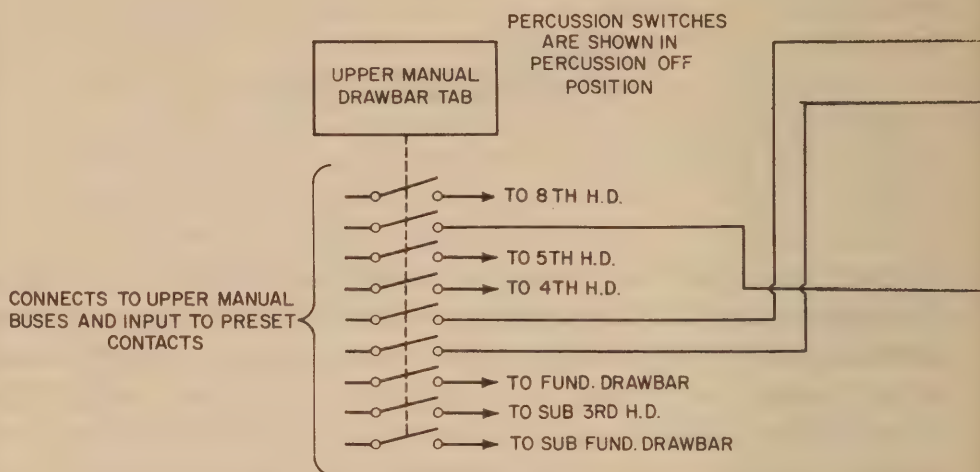 PERCUSSION SWITCHES
ARE SHOWN IN
PERCUSSION OFF
POSITION
UPPER MANUAL
DRAWBAR TAB
TO 8TH H.D.
TO 5TH H.D.
TO 4TH H.D.
CONNECTS TO UPPER MANUAL
BUSES AND INPUT TO PRESET
CONTACTS
TO FUND. DRAWBAR
TO SUB 3RD H.D.
TO SUB FUND. DRAWBAR